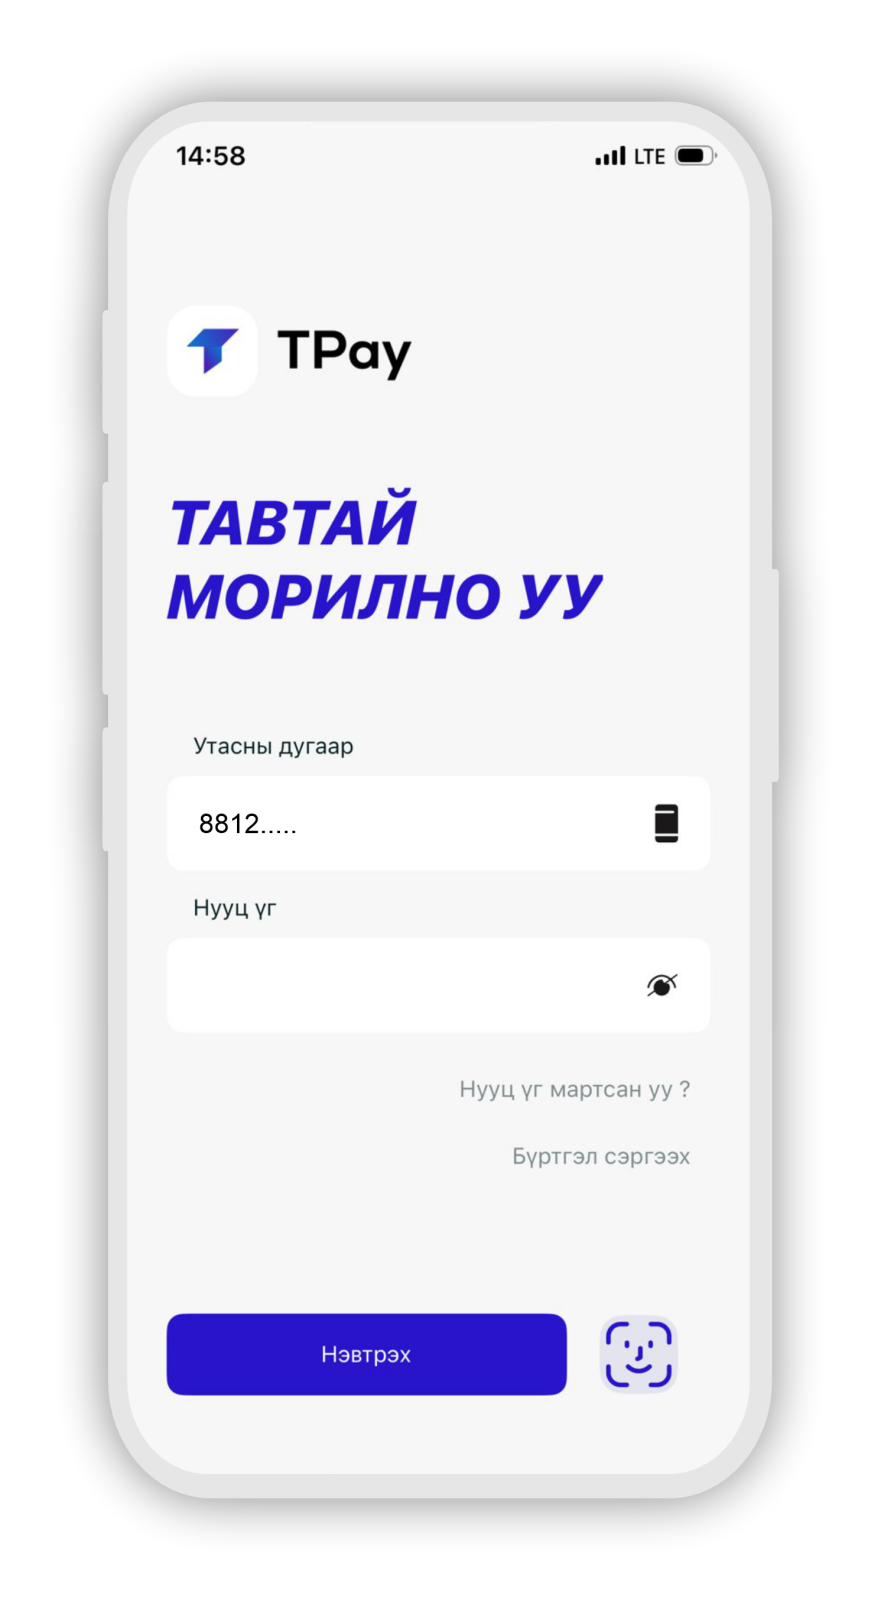 14:58 LTE
TPay
ТАВТАЙ
МОРИЛНО УУ
Утасны дугаар
8812.....
Нууц үг
Нууц үг мартсан уу ?
Бүртгэл сэргээх
Нэвтрэх